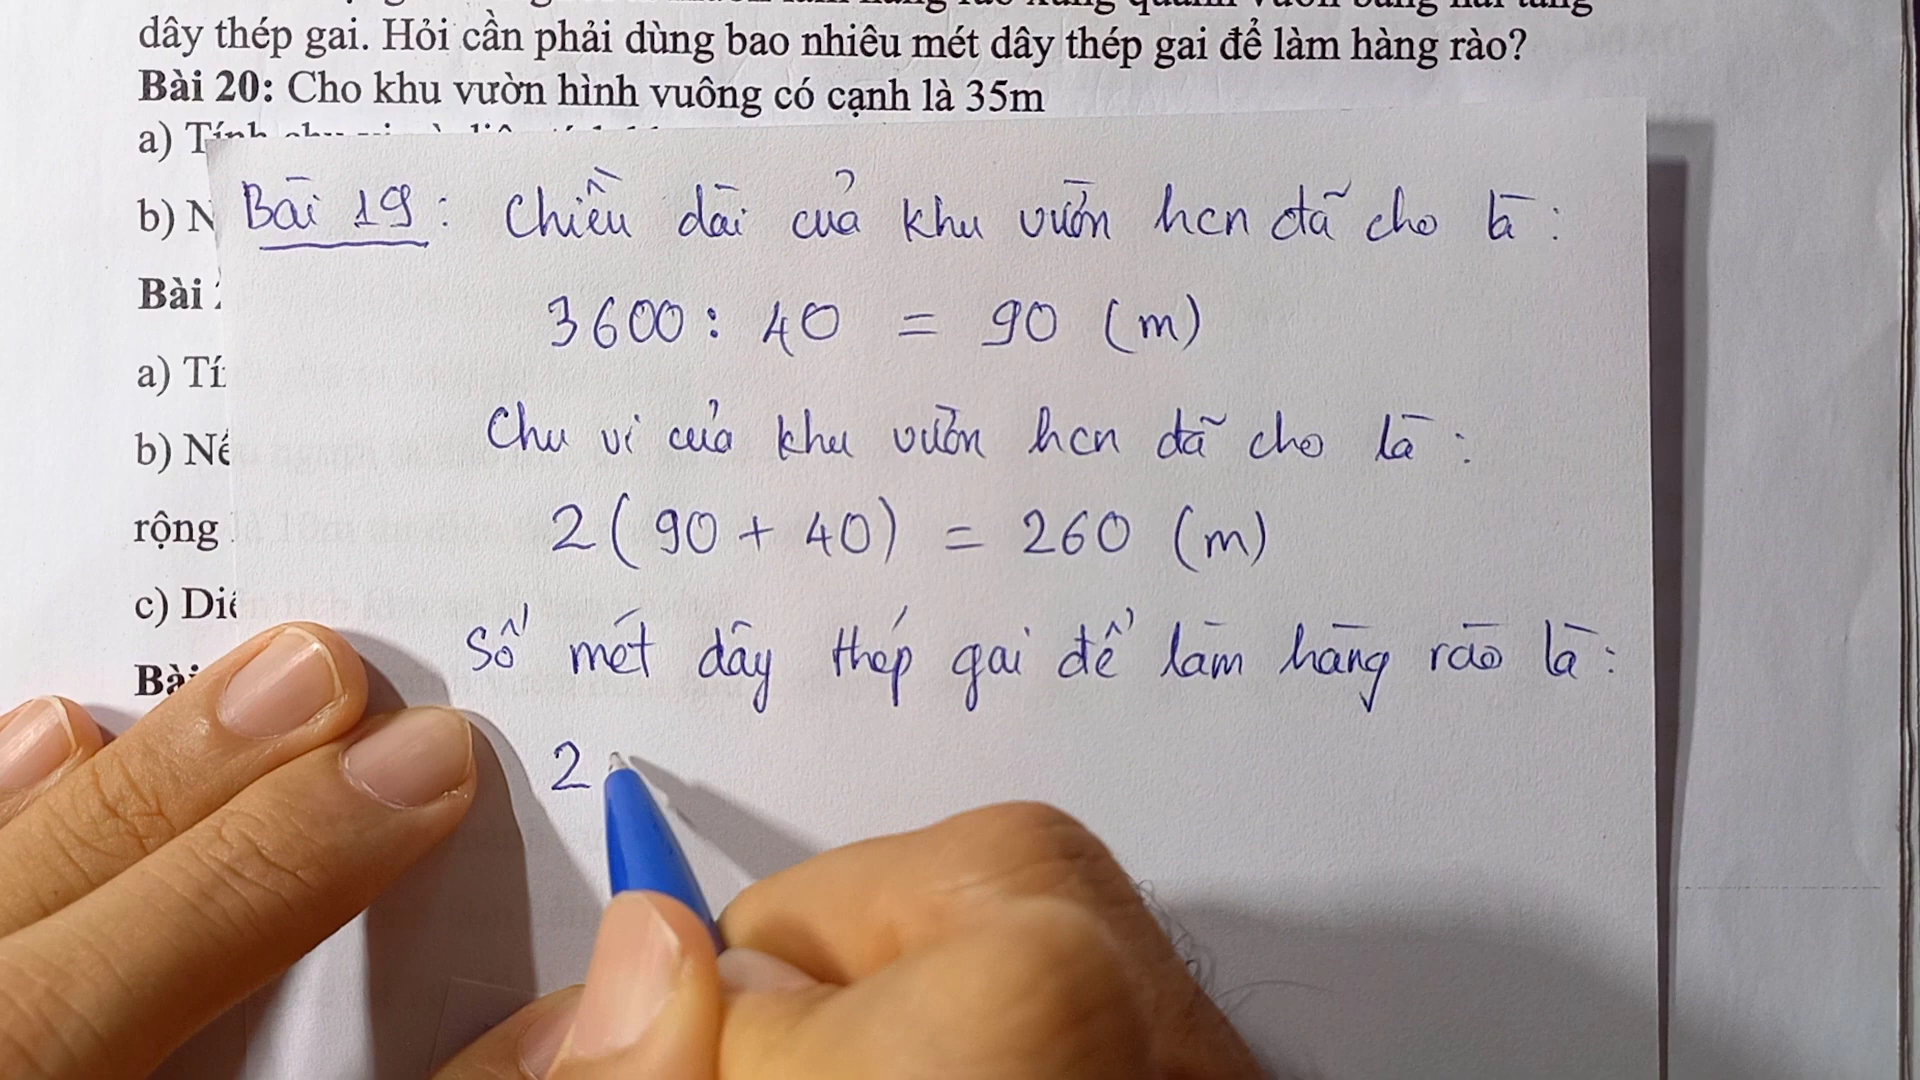 dây thép gai. Hỏi cần phải dùng bao nhiêu mét dây thép gai để làm hàng rào?
Bài 20: Cho khu vườn hình vuông có cạnh là 35m
a)
b) N
Bài
a) Tí
b) Nế
rộng
c) Diệ
Bài
Bài 19: Chiều dài của khu vườn hcn đã cho là:
3600 : 40 = 90 (m)
Chu vi của khu vườn hcn đã cho là:
2(90 + 40) = 260 (m)
Số mét dây thép gai để làm hàng rào là:
2